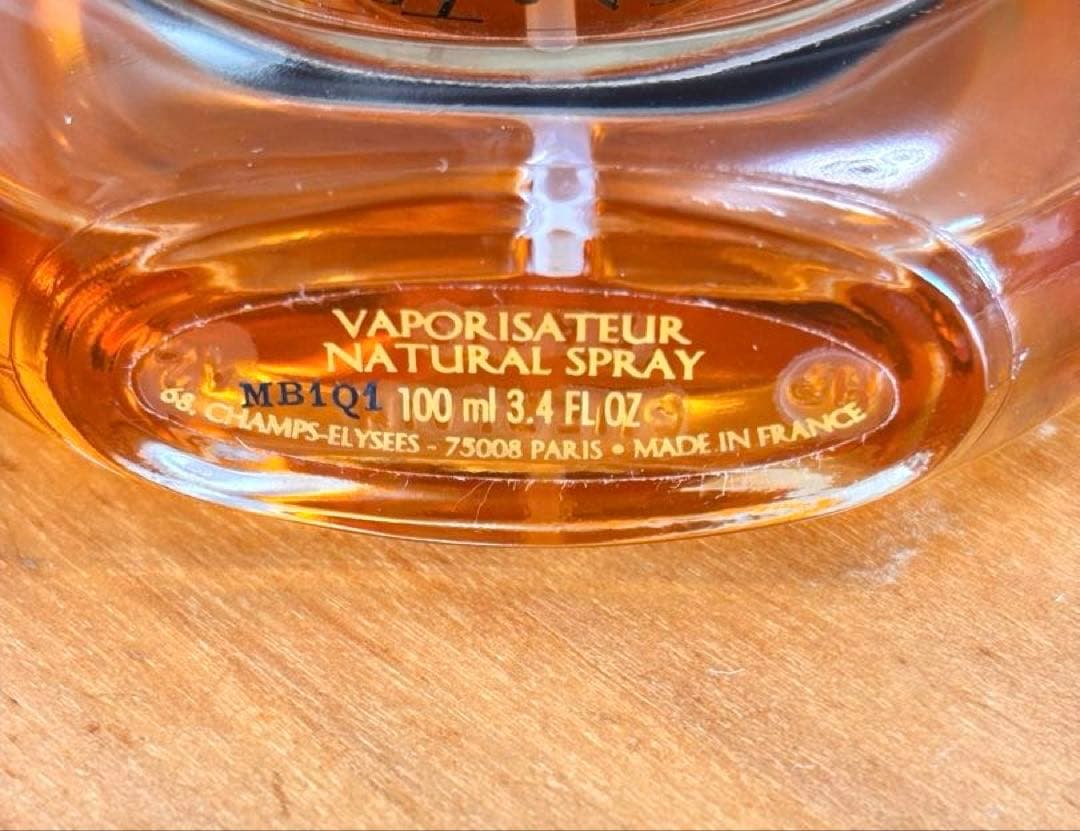 VAPORISATEUR
NATURAL SPRAY
MB1Q1 100 ml 3.4 FL OZ
68, CHAMPS-ELYSEES - 75008 PARIS • MADE IN FRANCE